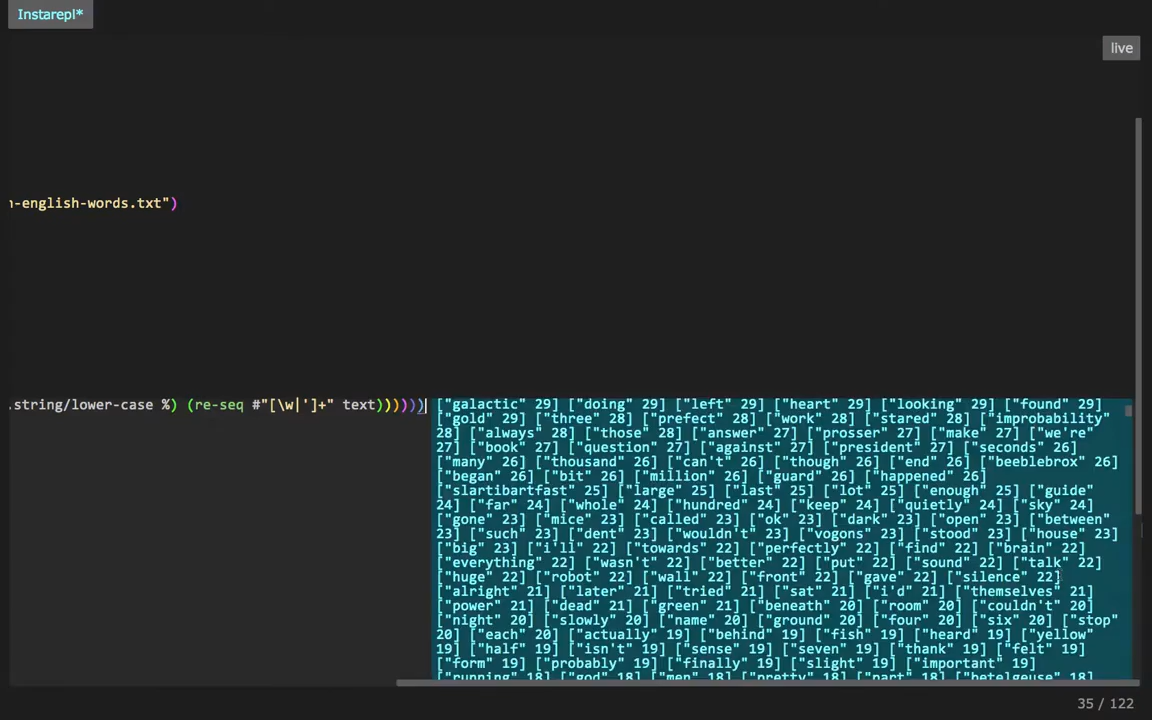 Instarepl*
live
n-english-words.txt")
.string/lower-case %) (re-seq #"[\w|']+" text))))))
["galactic" 29] ["doing" 29] ["left" 29] ["heart" 29] ["looking" 29] ["found" 29]
["gold" 29] ["three" 28] ["prefect" 28] ["work" 28] ["stared" 28] ["improbability"
28] ["always" 28] ["those" 28] ["answer" 27] ["prosser" 27] ["make" 27] ["we're"
27] ["book" 27] ["question" 27] ["against" 27] ["president" 27] ["seconds" 26]
["many" 26] ["thousand" 26] ["can't" 26] ["though" 26] ["end" 26] ["beeblebrox" 26]
["began" 26] ["bit" 26] ["million" 26] ["guard" 26] ["happened" 26]
["slartibartfast" 25] ["large" 25] ["last" 25] ["lot" 25] ["enough" 25] ["guide"
24] ["far" 24] ["whole" 24] ["hundred" 24] ["keep" 24] ["quietly" 24] ["sky" 24]
["gone" 23] ["mice" 23] ["called" 23] ["ok" 23] ["dark" 23] ["open" 23] ["between"
23] ["such" 23] ["dent" 23] ["wouldn't" 23] ["vogons" 23] ["stood" 23] ["house" 23]
["big" 23] ["i'll" 22] ["towards" 22] ["perfectly" 22] ["find" 22] ["brain" 22]
["everything" 22] ["wasn't" 22] ["better" 22] ["put" 22] ["sound" 22] ["talk" 22]
["huge" 22] ["robot" 22] ["wall" 22] ["front" 22] ["gave" 22] ["silence" 22]
["alright" 21] ["later" 21] ["tried" 21] ["sat" 21] ["i'd" 21] ["themselves" 21]
["power" 21] ["dead" 21] ["green" 21] ["beneath" 20] ["room" 20] ["couldn't" 20]
["night" 20] ["slowly" 20] ["name" 20] ["ground" 20] ["four" 20] ["six" 20] ["stop"
20] ["each" 20] ["actually" 19] ["behind" 19] ["fish" 19] ["heard" 19] ["yellow"
19] ["half" 19] ["isn't" 19] ["sense" 19] ["seven" 19] ["thank" 19] ["felt" 19]
["form" 19] ["probably" 19] ["finally" 19] ["slight" 19] ["important" 19]
["running" 18] ["god" 18] ["men" 18] ["pretty" 18] ["part" 18] ["betelgeuse" 18]
35 / 122